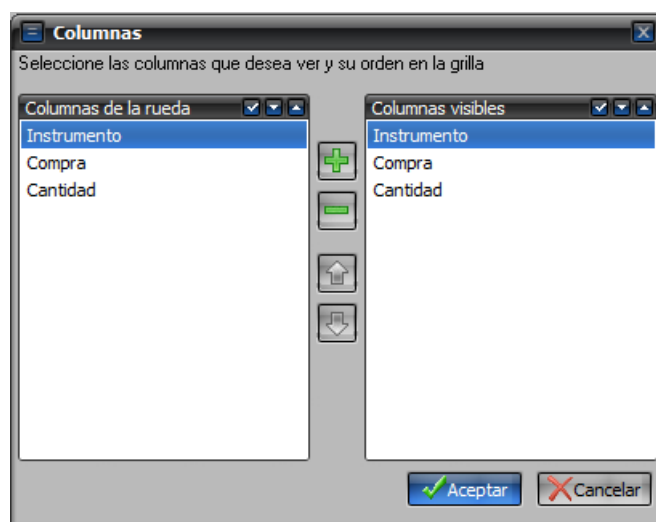 Columnas
Seleccione las columnas que desea ver y su orden en la grilla
Columnas de la rueda
Instrumento
Compra
Cantidad
Columnas visibles
Instrumento
Compra
Cantidad
Aceptar
Cancelar